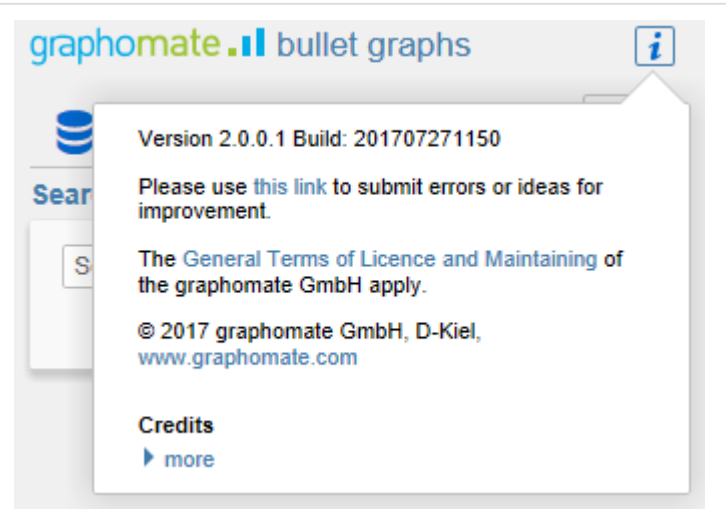 graphomate bullet graphs
i
Version 2.0.0.1 Build: 201707271150
Please use this link to submit errors or ideas for
improvement.
Sear
The General Terms of Licence and Maintaining of
the graphomate GmbH apply.
© 2017 graphomate GmbH, D-Kiel,
www.graphomate.com
Credits
more